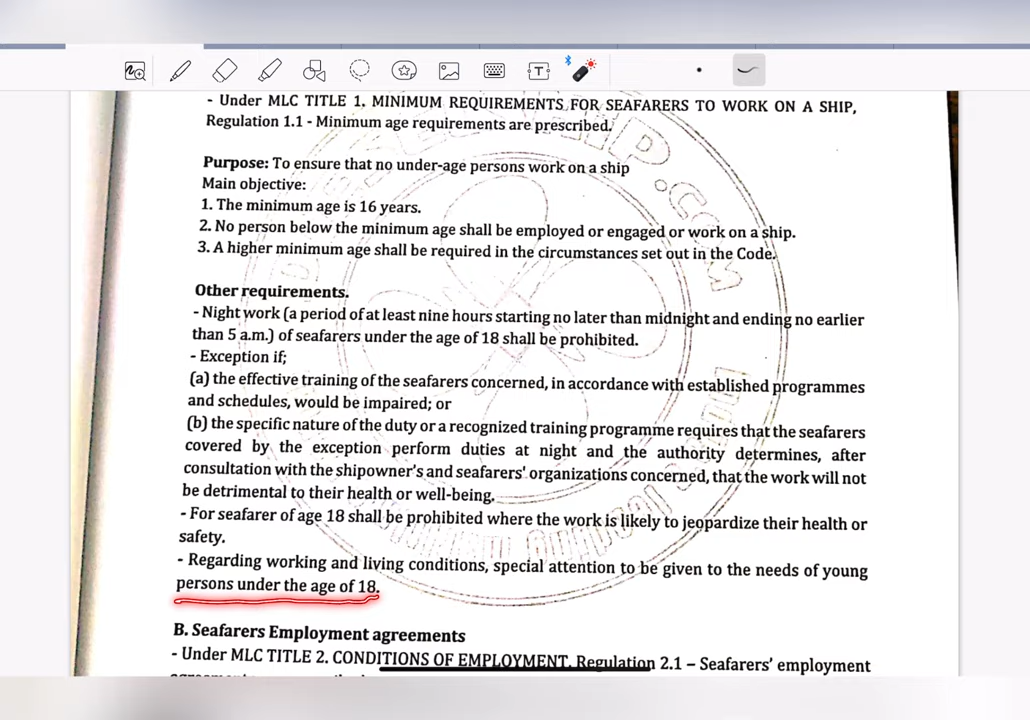 - Under MLC TITLE 1. MINIMUM REQUIREMENTS FOR SEAFARERS TO WORK ON A SHIP,
Regulation 1.1 - Minimum age requirements are prescribed.
Purpose: To ensure that no under-age persons work on a ship
Main objective:
1. The minimum age is 16 years.
2. No person below the minimum age shall be employed or engaged or work on a ship.
3. A higher minimum age shall be required in the circumstances set out in the Code.
Other requirements.
- Night work (a period of at least nine hours starting no later than midnight and ending no earlier
than 5 a.m.) of seafarers under the age of 18 shall be prohibited.
- Exception if;
(a) the effective training of the seafarers concerned, in accordance with established programmes
and schedules, would be impaired; or
(b) the specific nature of the duty or a recognized training programme requires that the seafarers
covered by the exception perform duties at night and the authority determines, after
consultation with the shipowner's and seafarers' organizations concerned, that the work will not
be detrimental to their health or well-being.
- For seafarer of age 18 shall be prohibited where the work is likely to jeopardize their health or
safety.
- Regarding working and living conditions, special attention to be given to the needs of young
persons under the age of 18.
B. Seafarers Employment agreements
- Under MLC TITLE 2. CONDITIONS OF EMPLOYMENT. Regulation 2.1 – Seafarers' employment